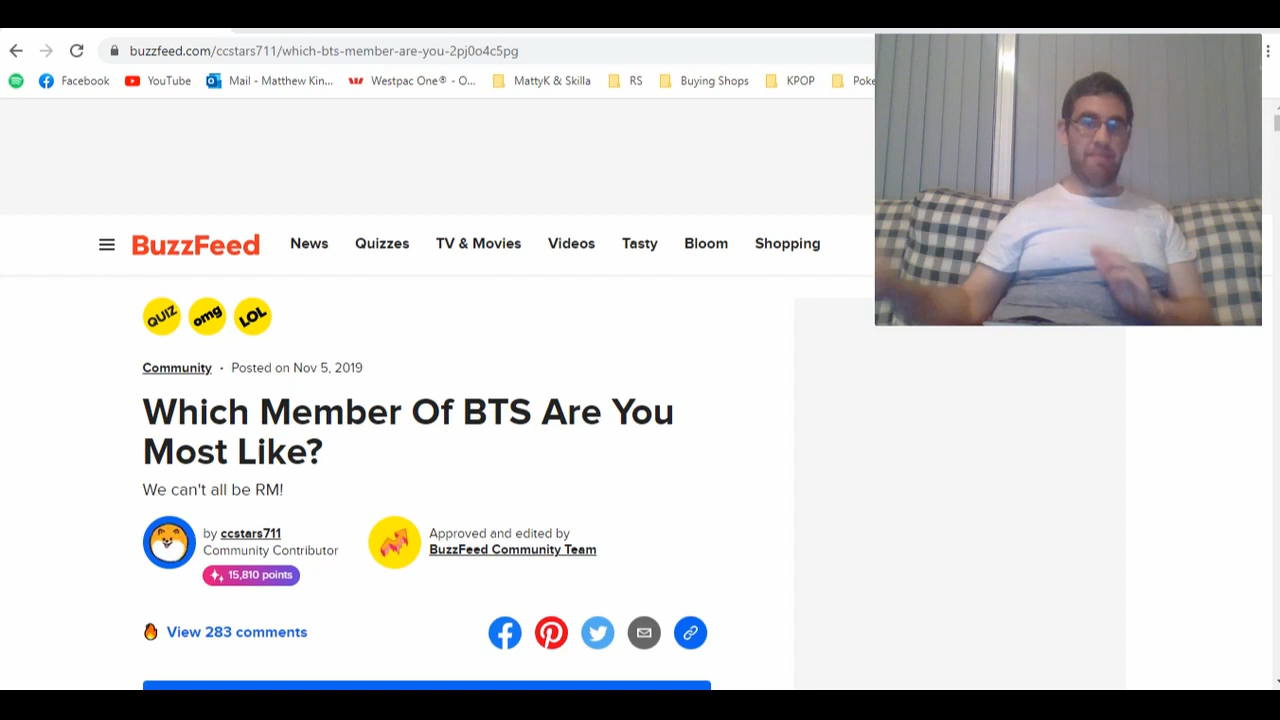 buzzfeed.com/ccstars711/which-bts-member-are-you-2pj0o4c5pg
Facebook YouTube Mail - Matthew Kin... Westpac One® - O... MattyK & Skilla RS Buying Shops KPOP Poke
BuzzFeed News Quizzes TV & Movies Videos Tasty Bloom Shopping
QUIZ omg LOL
Community · Posted on Nov 5, 2019
Which Member Of BTS Are You
Most Like?
We can't all be RM!
by ccstars711
Community Contributor
15,810 points
Approved and edited by
BuzzFeed Community Team
View 283 comments